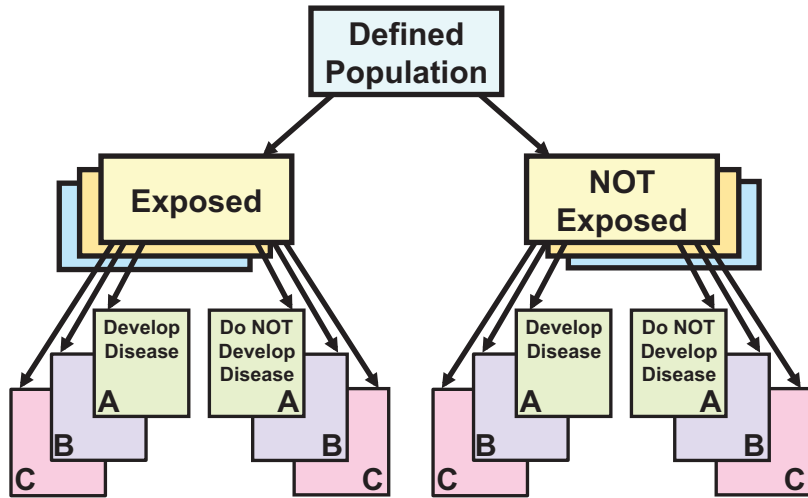 Defined
Population
Exposed
NOT
Exposed
Develop
Disease
A
B
C
Do NOT
Develop
Disease
A
B
C
Develop
Disease
A
B
C
Do NOT
Develop
Disease
A
B
C